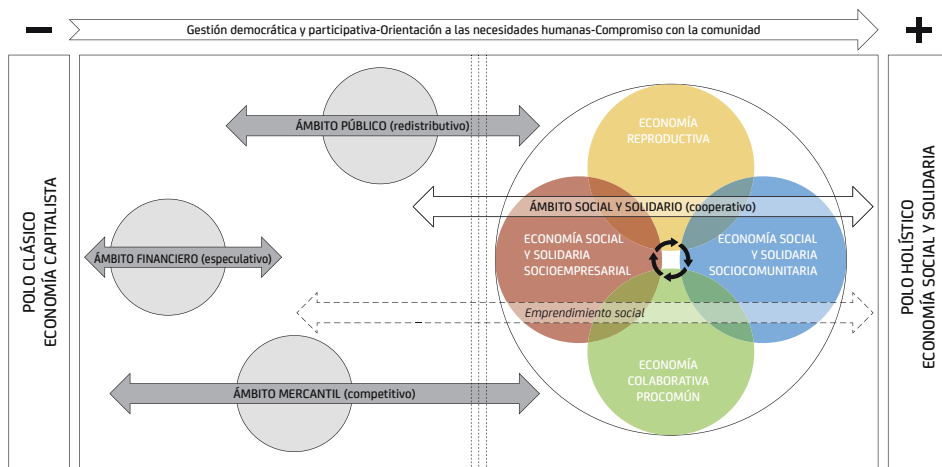 −
Gestión democrática y participativa-Orientación a las necesidades humanas-Compromiso con la comunidad
+
POLO CLÁSICO
ECONOMÍA CAPITALISTA
ÁMBITO PÚBLICO (redistributivo)
ECONOMÍA
REPRODUCTIVA
ÁMBITO SOCIAL Y SOLIDARIO (cooperativo)
ÁMBITO FINANCIERO (especulativo)
ECONOMÍA SOCIAL
Y SOLIDARIA
SOCIOEMPRESARIAL
ECONOMÍA SOCIAL
Y SOLIDARIA
SOCIOCOMUNITARIA
Emprendimiento social
ÁMBITO MERCANTIL (competitivo)
ECONOMÍA
COLABORATIVA
PROCOMÚN
POLO HOLÍSTICO
ECONOMÍA SOCIAL Y SOLIDARIA